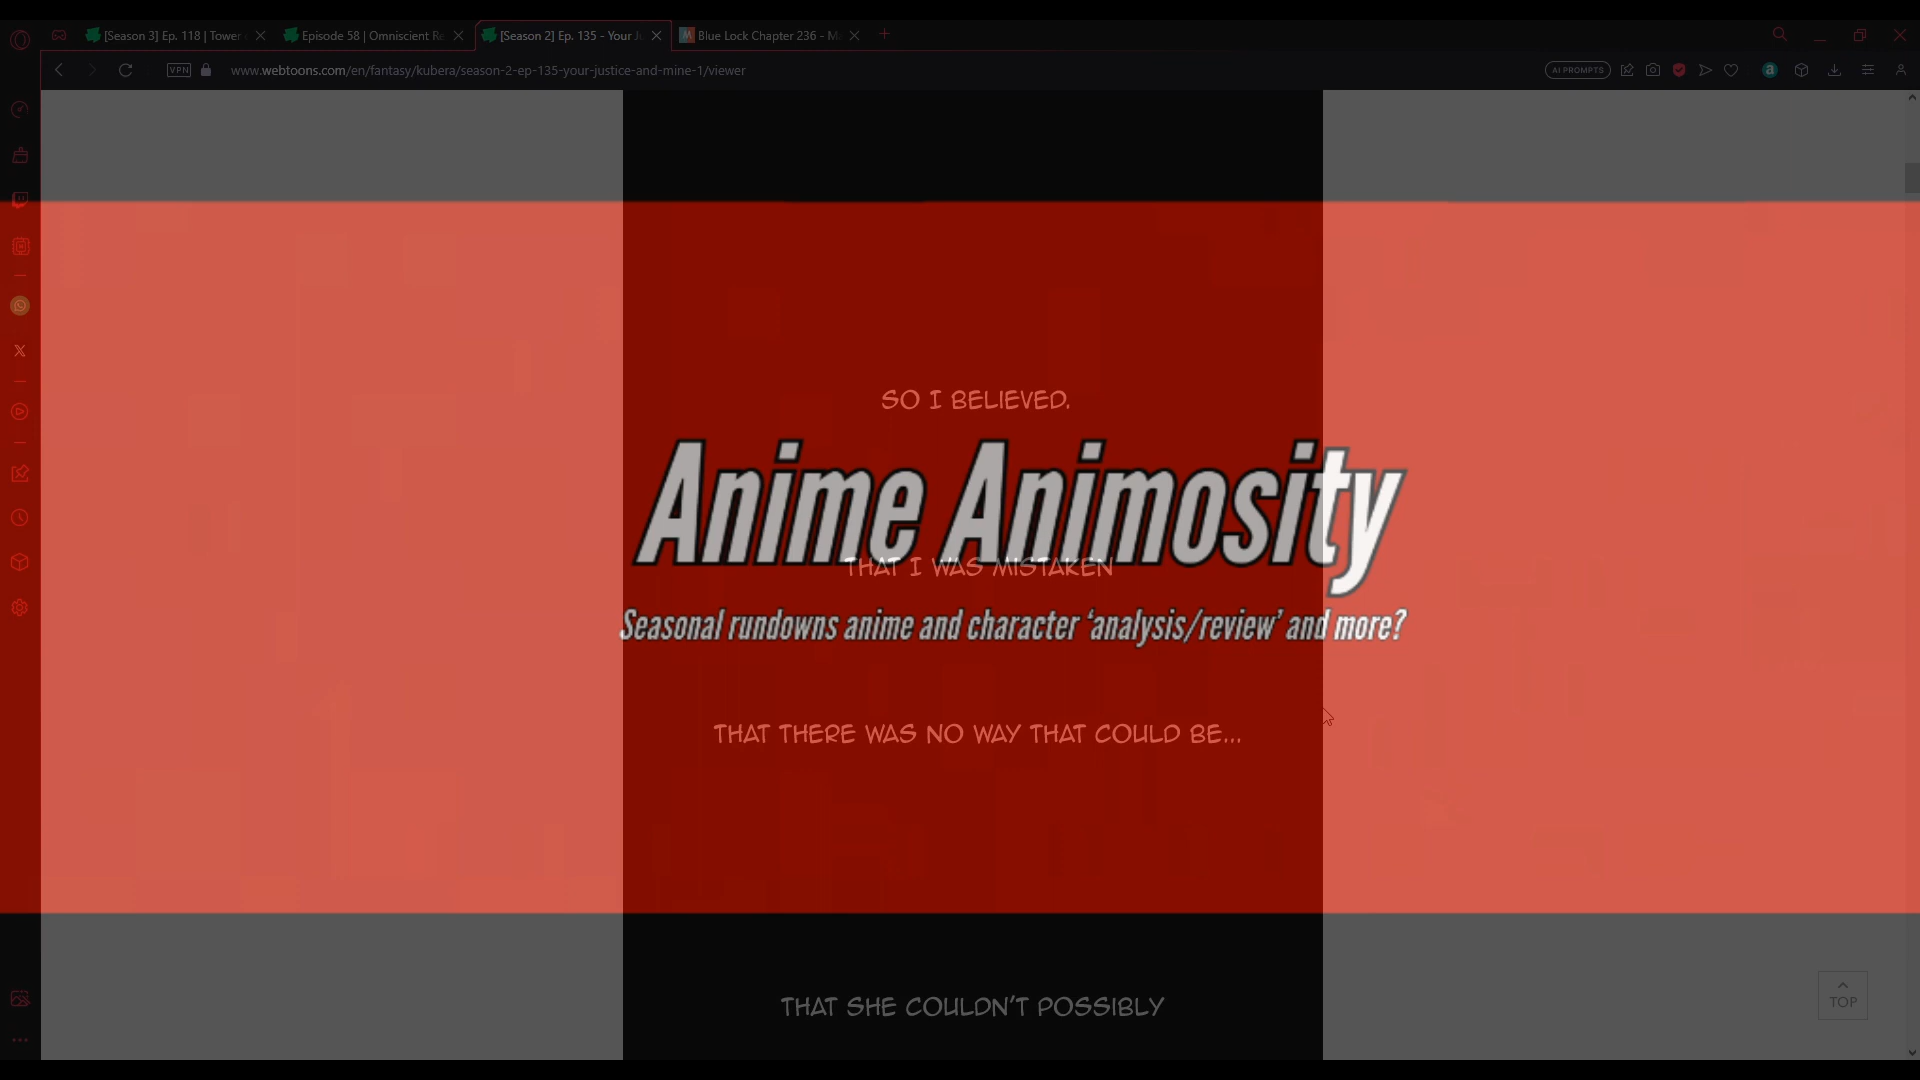 [Season 3] Ep. 118 | Tower
Episode 58 | Omniscient Re
[Season 2] Ep. 135 - Your Ju
Blue Lock Chapter 236 - M
VPN
www.webtoons.com/en/fantasy/kubera/season-2-ep-135-your-justice-and-mine-1/viewer
AI PROMPTS
SO I BELIEVED.
Anime Animosity
THAT I WAS MISTAKEN
Seasonal rundowns anime and character ‘analysis/review’ and more?
THAT THERE WAS NO WAY THAT COULD BE...
THAT SHE COULDN'T POSSIBLY
TOP